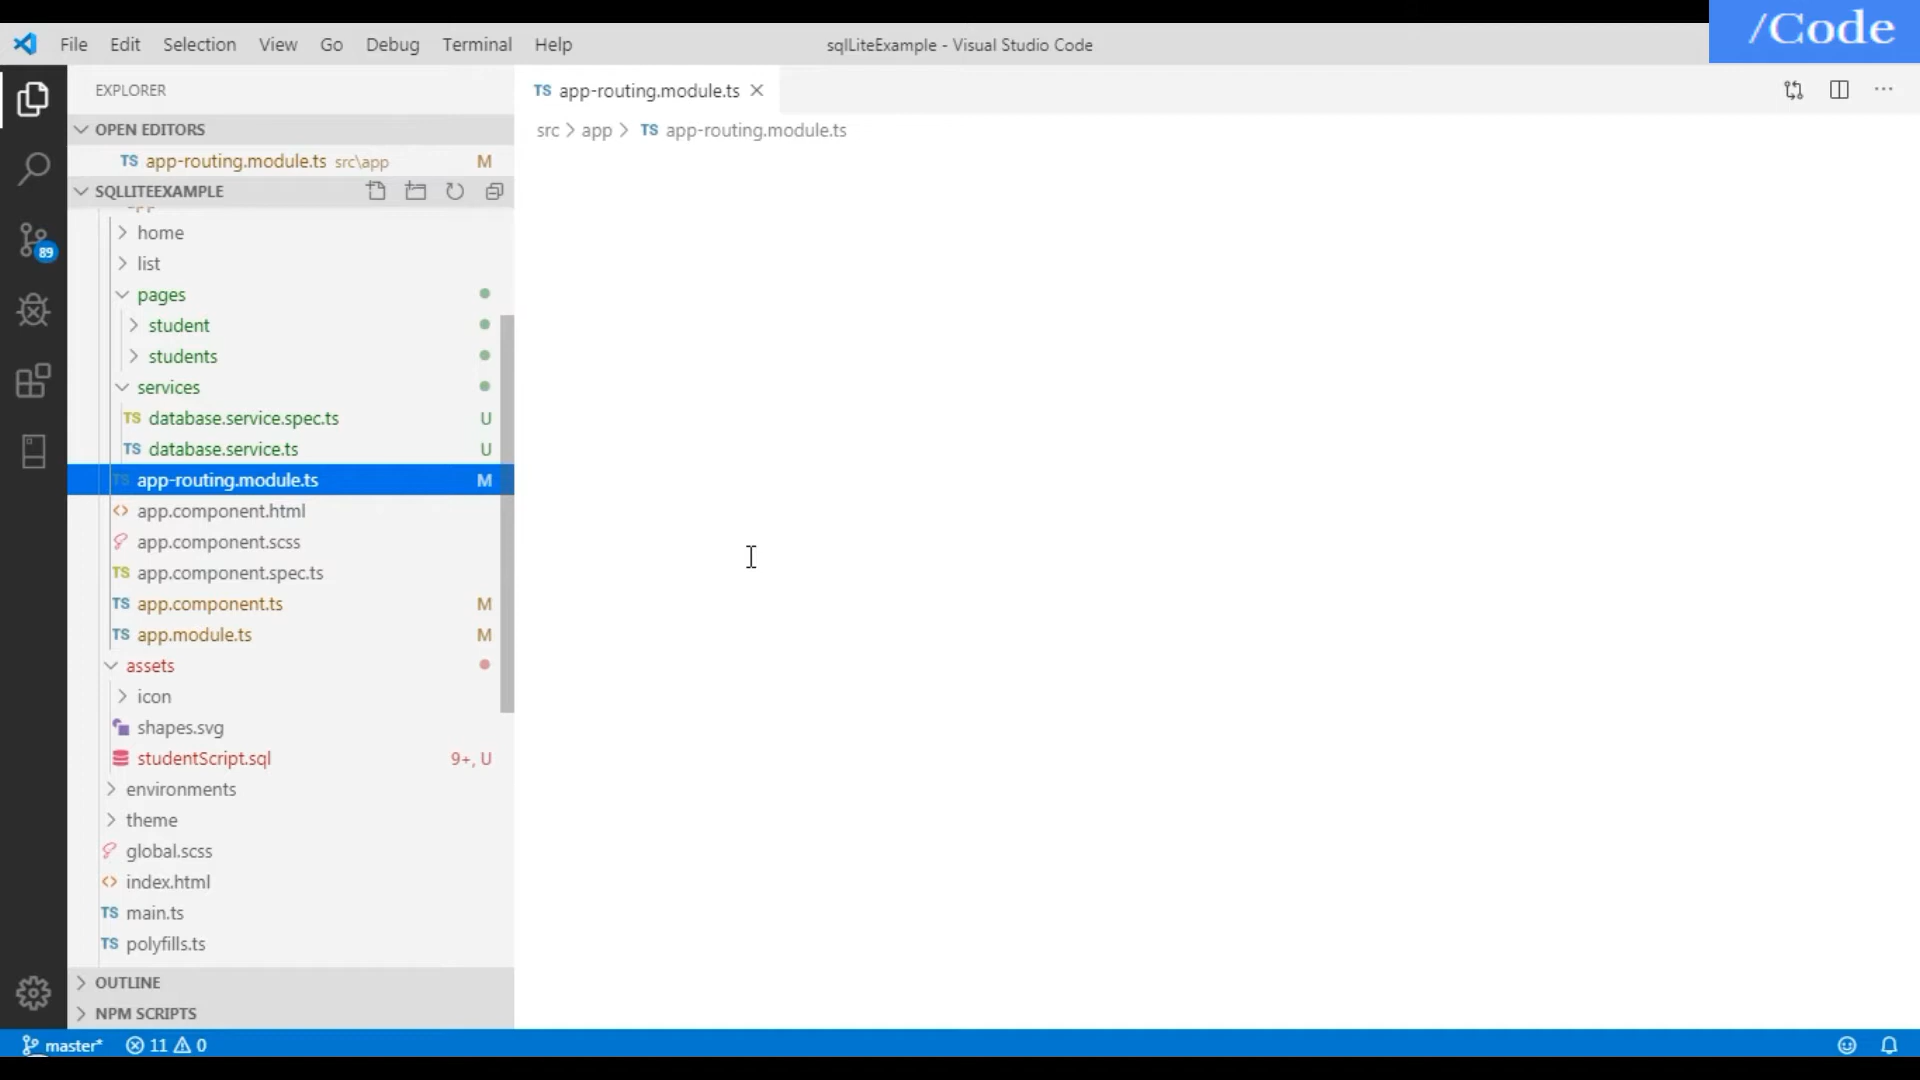 /Code
File Edit Selection View Go Debug Terminal Help
sqlLiteExample - Visual Studio Code
EXPLORER
OPEN EDITORS
TS app-routing.module.ts src\app M
SQLLITEEXAMPLE
home
list
pages
student
students
services
TS database.service.spec.ts U
TS database.service.ts U
TS app-routing.module.ts M
<> app.component.html
app.component.scss
TS app.component.spec.ts
TS app.component.ts M
TS app.module.ts M
assets
icon
shapes.svg
studentScript.sql 9+, U
environments
theme
global.scss
<> index.html
TS main.ts
TS polyfills.ts
OUTLINE
NPM SCRIPTS
89
TS app-routing.module.ts
src > app > TS app-routing.module.ts
master* 11 0